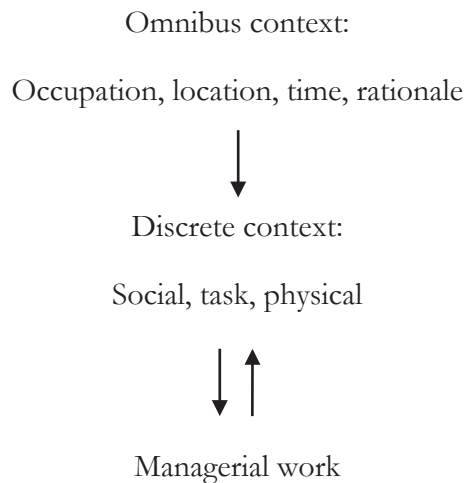 Omnibus context:
Occupation, location, time, rationale
Discrete context:
Social, task, physical
Managerial work